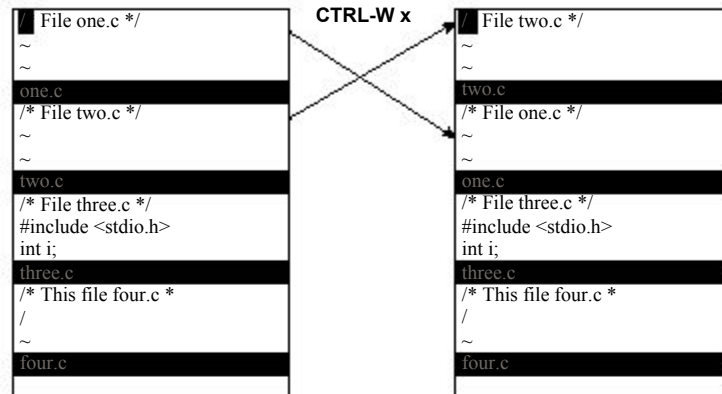 CTRL-W x
/ File one.c */
~
~
one.c
/* File two.c */
~
~
two.c
/* File three.c */
#include <stdio.h>
int i;
three.c
/* This file four.c *
/
~
four.c
/ File two.c */
~
~
two.c
/* File one.c */
~
~
one.c
/* File three.c */
#include <stdio.h>
int i;
three.c
/* This file four.c *
/
~
four.c